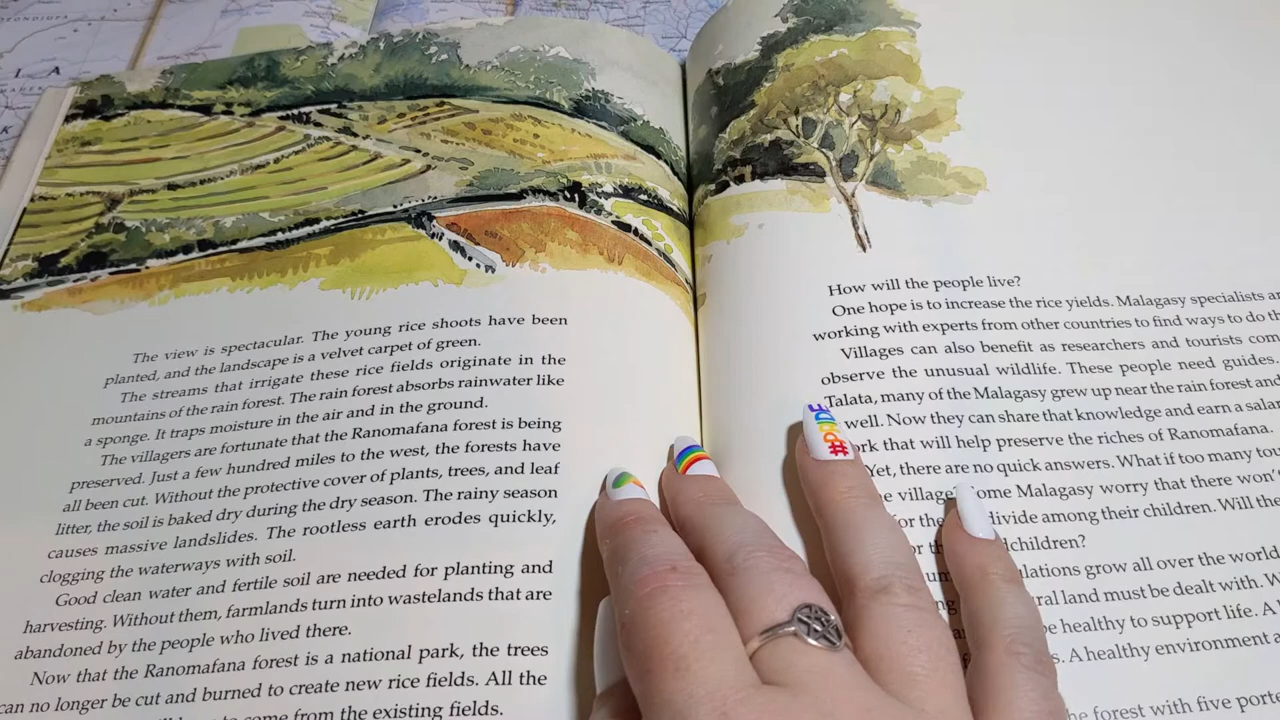 The view is spectacular. The young rice shoots have been
planted, and the landscape is a velvet carpet of green.
The streams that irrigate these rice fields originate in the
mountains of the rain forest. The rain forest absorbs rainwater like
a sponge. It traps moisture in the air and in the ground.
The villagers are fortunate that the Ranomafana forest is being
preserved. Just a few hundred miles to the west, the forests have
all been cut. Without the protective cover of plants, trees, and leaf
litter, the soil is baked dry during the dry season. The rainy season
causes massive landslides. The rootless earth erodes quickly,
clogging the waterways with soil.
Good clean water and fertile soil are needed for planting and
harvesting. Without them, farmlands turn into wastelands that are
abandoned by the people who lived there.
Now that the Ranomafana forest is a national park, the trees
can no longer be cut and burned to create new rice fields. All the
come from the existing fields.
How will the people live?
One hope is to increase the rice yields. Malagasy specialists
working with experts from other countries to find ways to do
Villages can also benefit as researchers and tourists
observe the unusual wildlife. These people need guides
Talata, many of the Malagasy grew up near the rain forest and
well. Now they can share that knowledge and earn a
that will help preserve the riches of Ranomafana.
Yet, there are no quick answers. What if too many
Some Malagasy worry that there won't
divide among their children. Will the
grow all over the world
land must be dealt with.
be healthy to support life. A
A healthy environment
forest with five
#PRIDE